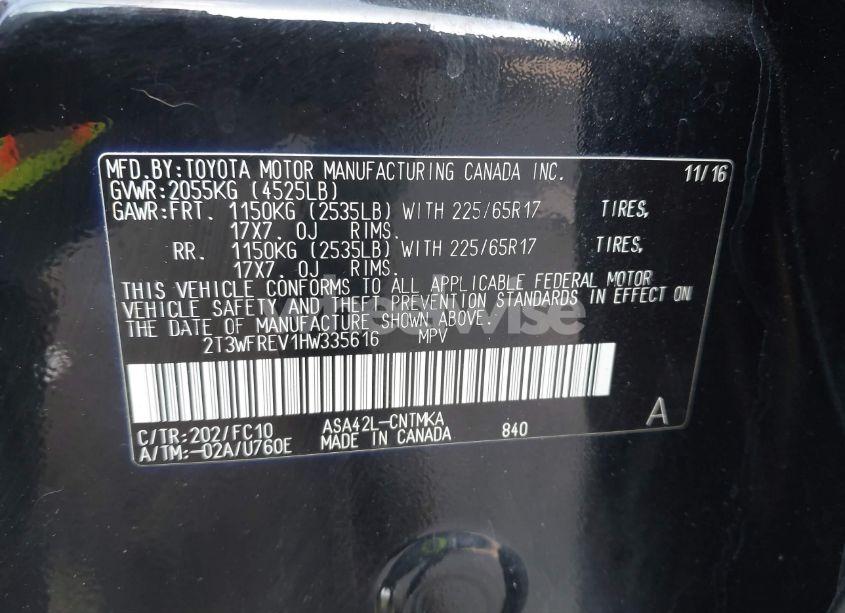 MFD.BY:TOYOTA MOTOR MANUFACTURING CANADA INC. 11/16
GVWR:2055KG (4525LB)
GAWR:FRT. 1150KG (2535LB) WITH 225/65R17 TIRES,
17X7.0J RIMS.
RR. 1150KG (2535LB) WITH 225/65R17 TIRES,
17X7.0J RIMS.
THIS VEHICLE CONFORMS TO ALL APPLICABLE FEDERAL MOTOR
VEHICLE SAFETY AND THEFT PREVENTION STANDARDS IN EFFECT ON
THE DATE OF MANUFACTURE SHOWN ABOVE.
2T3WFREV1HW335616 MPV
C/TR:202/FC10 ASA42L-CNTMKA 840 A
A/TM:-02A/U760E MADE IN CANADA